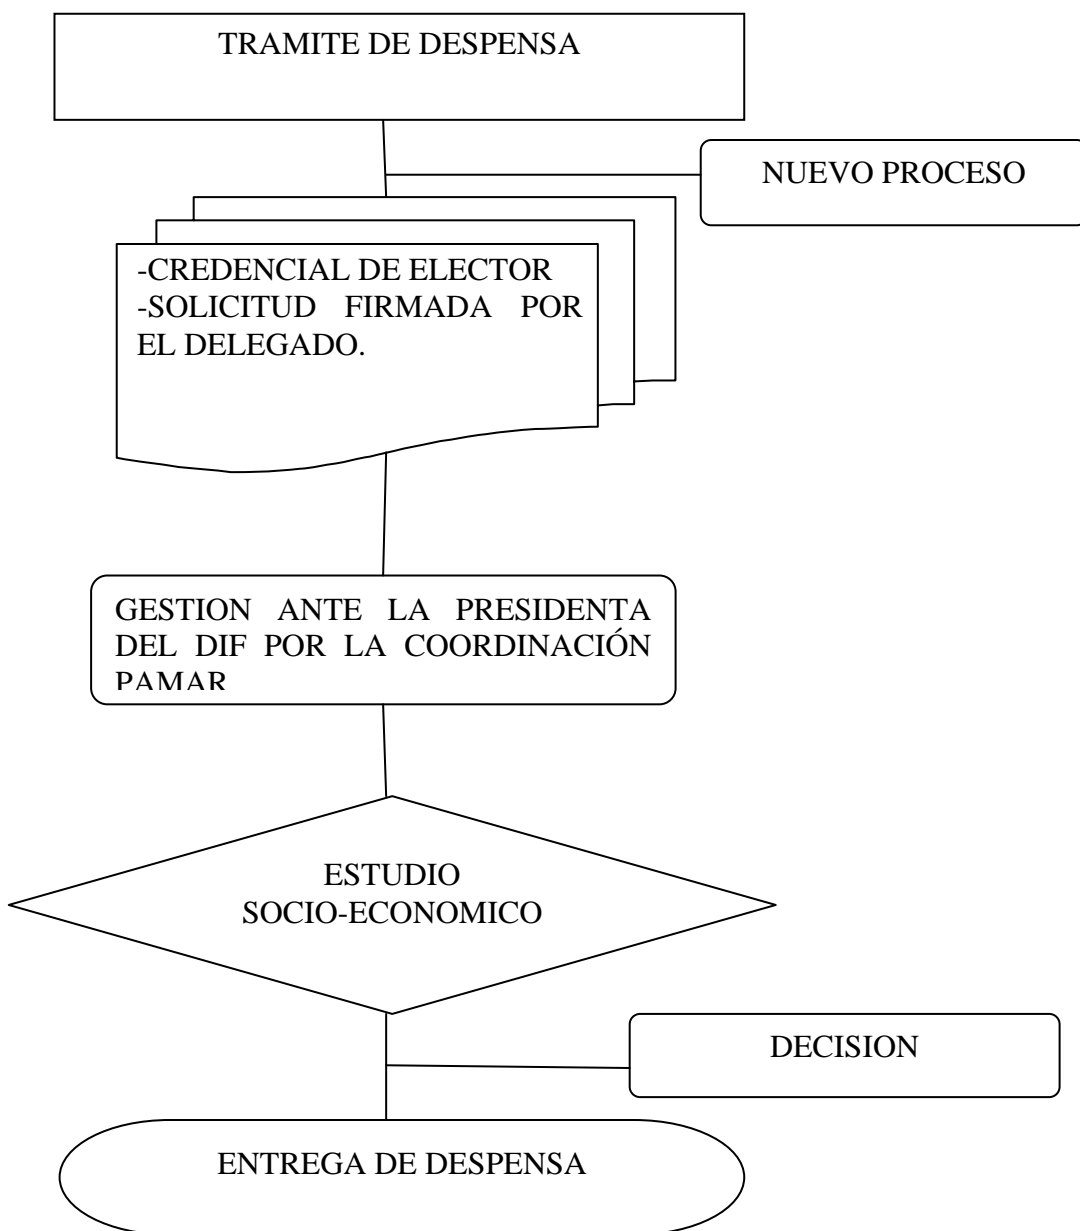 TRAMITE DE DESPENSA
NUEVO PROCESO
-CREDENCIAL DE ELECTOR
-SOLICITUD FIRMADA POR
EL DELEGADO.
GESTION ANTE LA PRESIDENTA
DEL DIF POR LA COORDINACIÓN
PAMAR
ESTUDIO
SOCIO-ECONOMICO
DECISION
ENTREGA DE DESPENSA